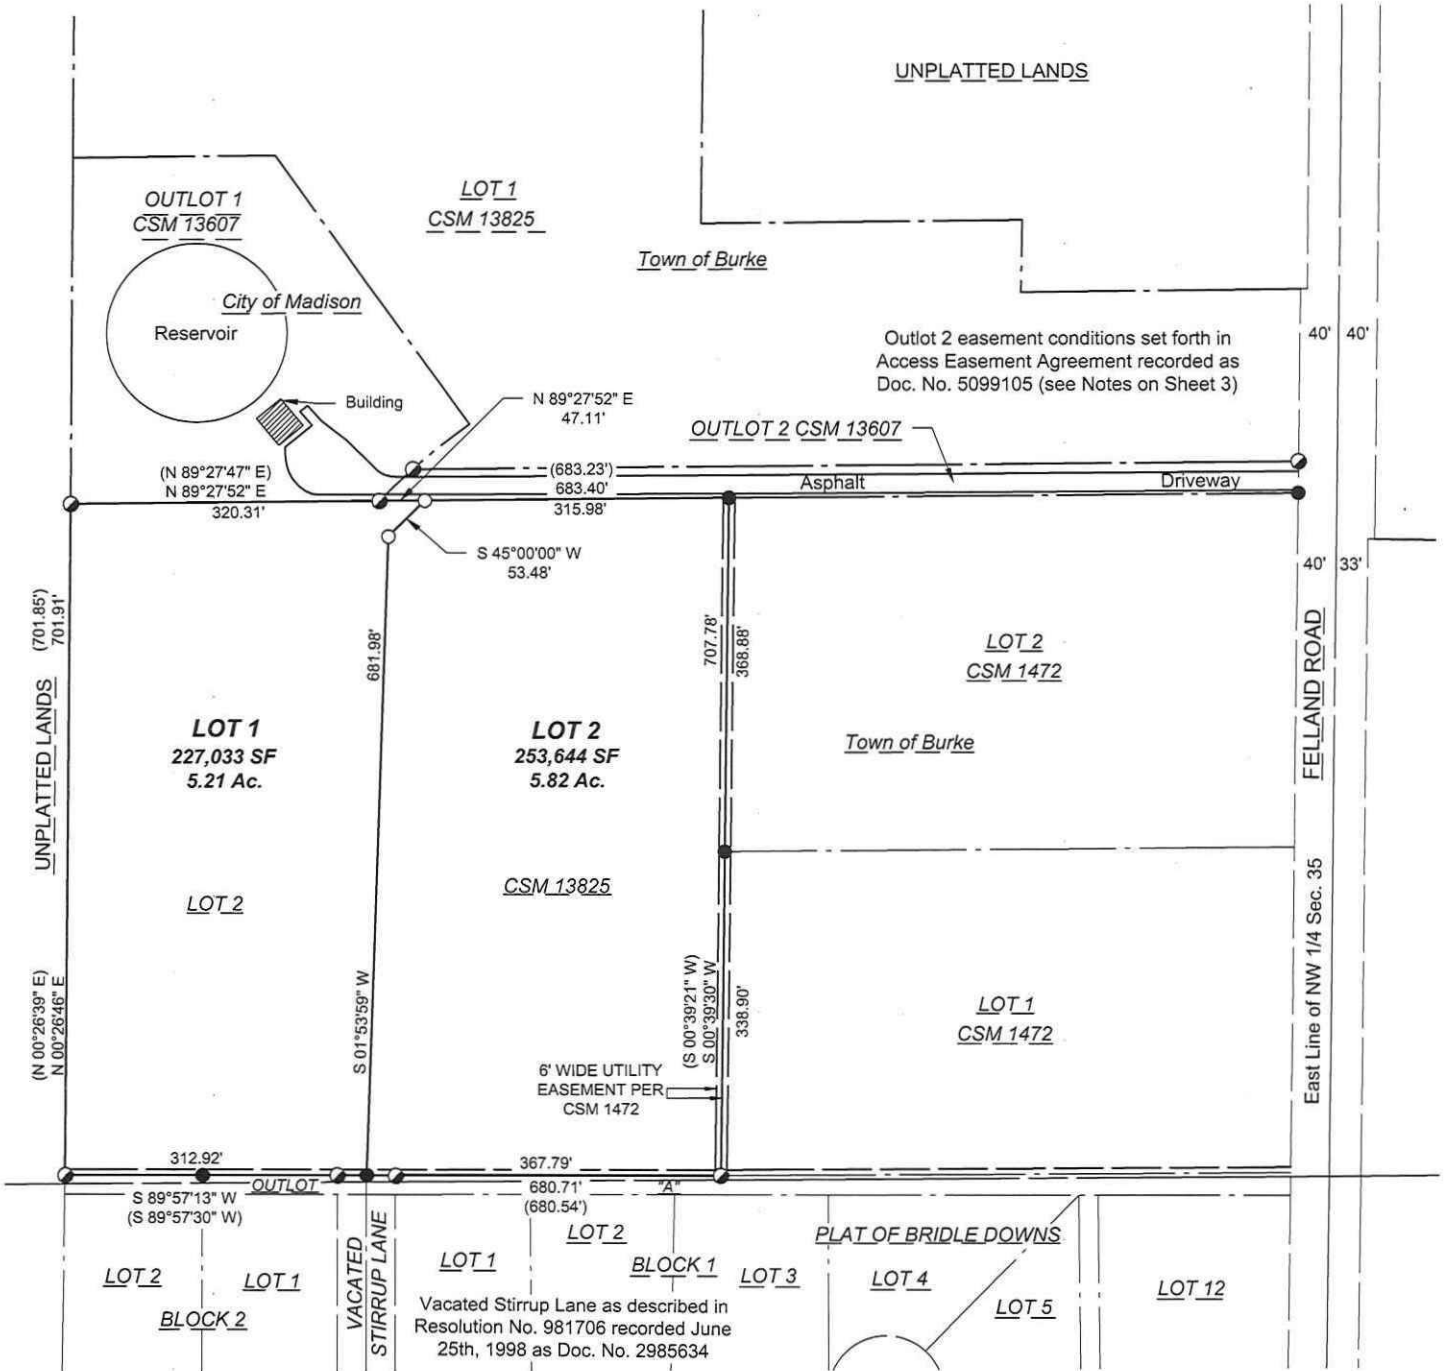 UNPLATTED LANDS
OUTLOT 1
CSM 13607
LOT 1
CSM 13825
Town of Burke
City of Madison
Reservoir
Outlot 2 easement conditions set forth in
Access Easement Agreement recorded as
Doc. No. 5099105 (see Notes on Sheet 3)
40' 40'
Building
N 89°27'52" E
47.11'
OUTLOT 2 CSM 13607
(N 89°27'47" E)
N 89°27'52" E
320.31'
(683.23')
683.40'
315.98'
Asphalt
Driveway
S 45°00'00" W
53.48'
40' 33'
(701.85')
701.91'
681.98'
707.78'
368.88'
LOT 2
CSM 1472
FELLAND ROAD
UNPLATTED LANDS
LOT 1
227,033 SF
5.21 Ac.
LOT 2
253,644 SF
5.82 Ac.
Town of Burke
CSM 13825
LOT 2
East Line of NW 1/4 Sec. 35
(N 00°26'39" E)
N 00°26'46" E
S 01°53'59" W
(S 00°39'21" W)
S 00°39'30" W
338.90'
LOT 1
CSM 1472
6' WIDE UTILITY
EASEMENT PER
CSM 1472
312.92'
367.79'
OUTLOT
"A"
S 89°57'13" W
(S 89°57'30" W)
680.71'
(680.54')
VACATED
STIRRUP LANE
LOT 2
LOT 1
BLOCK 2
LOT 1
LOT 2
BLOCK 1
LOT 3
PLAT OF BRIDLE DOWNS
LOT 4
LOT 5
LOT 12
Vacated Stirrup Lane as described in
Resolution No. 981706 recorded June
25th, 1998 as Doc. No. 2985634